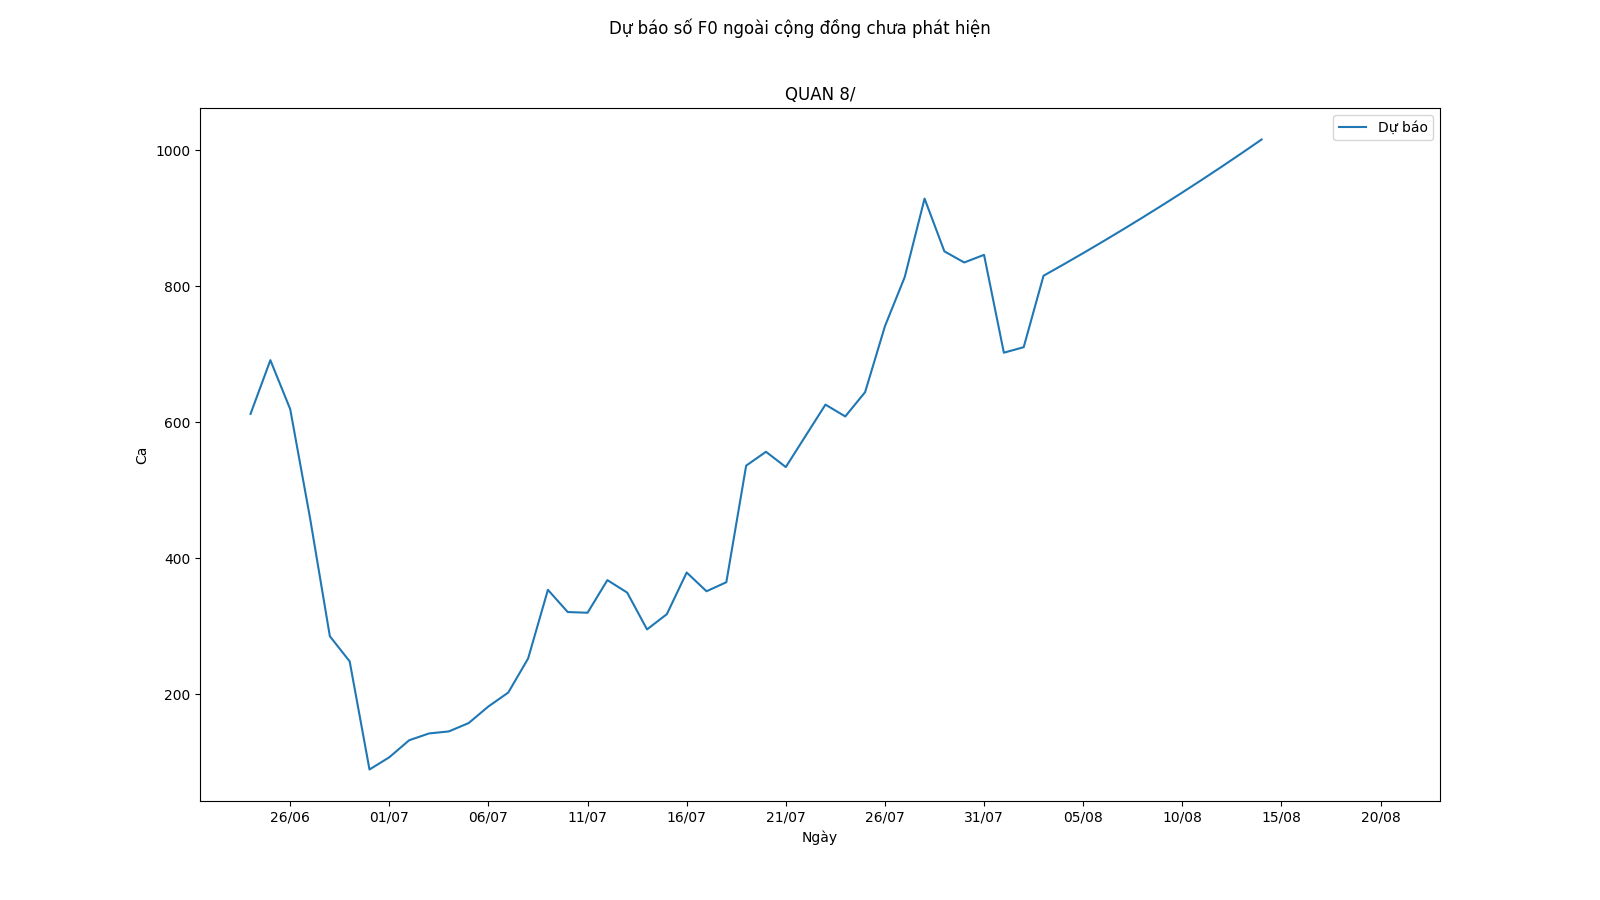 Dự báo số F0 ngoài cộng đồng chưa phát hiện
QUAN 8/
Dự báo
1000
800
600
400
200
Ca
26/06 01/07 06/07 11/07 16/07 21/07 26/07 31/07 05/08 10/08 15/08 20/08
Ngày